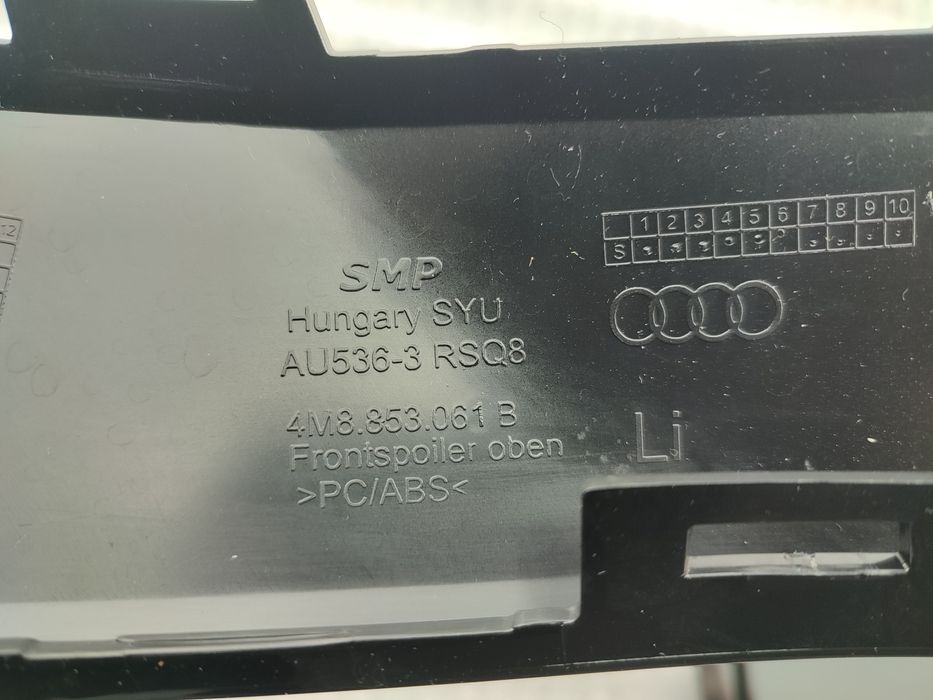 12
1 2 3 4 5 6 7 8 9 10
S
SMP
Hungary SYU
AU536-3 RSQ8
4M8.853.061 B
Frontspoiler oben
>PC/ABS<
Li